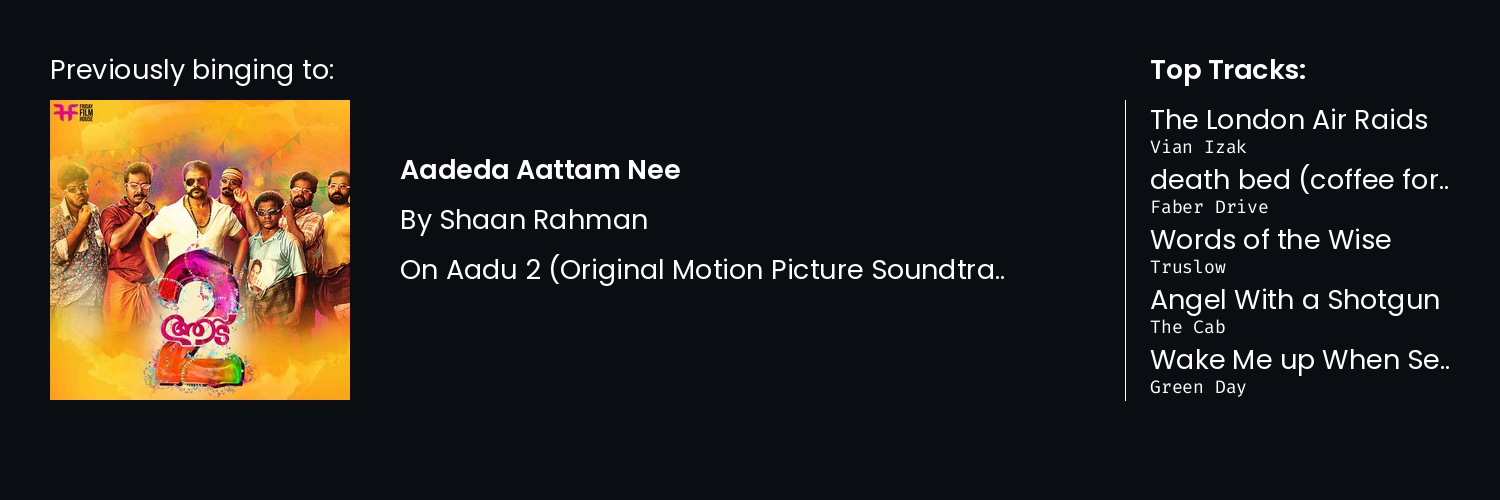 Previously binging to:
FRIDAY
FILM
HOUSE
ആട്
2
Aadeda Aattam Nee
By Shaan Rahman
On Aadu 2 (Original Motion Picture Soundtra..
Top Tracks:
The London Air Raids
Vian Izak
death bed (coffee for..
Faber Drive
Words of the Wise
Truslow
Angel With a Shotgun
The Cab
Wake Me up When Se..
Green Day